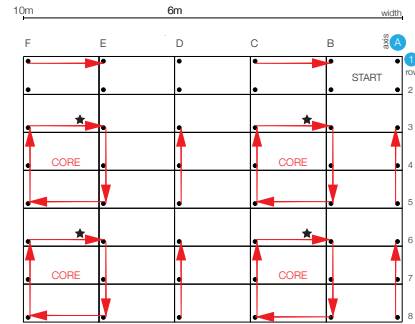 10m 6m width
F E D C B axis A
1
START row
2
3
CORE CORE 4
5
6
CORE CORE 7
8